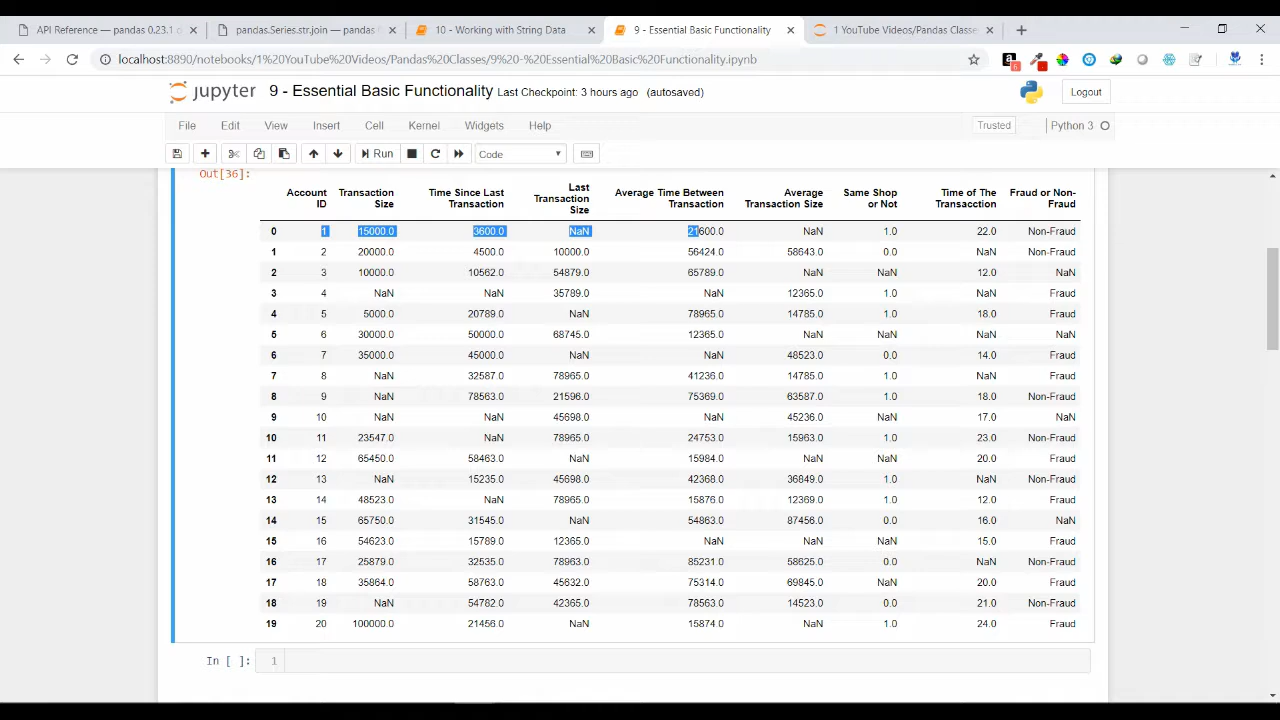 API Reference — pandas 0.23.1 d
pandas.Series.str.join — pandas
10 - Working with String Data
9 - Essential Basic Functionality
1 YouTube Videos/Pandas Classe
jupyter 9 - Essential Basic Functionality Last Checkpoint: 3 hours ago (autosaved)
Logout
File Edit View Insert Cell Kernel Widgets Help
Trusted
Python 3
Run
Code
Out[36]:
Account ID Transaction Size Time Since Last Transaction Last Transaction Size Average Time Between Transaction Average Transaction Size Same Shop or Not Time of The Transacction Fraud or Non-Fraud
0 1 15000.0 3600.0 NaN 21600.0 NaN 1.0 22.0 Non-Fraud
1 2 20000.0 4500.0 10000.0 56424.0 58643.0 0.0 NaN Non-Fraud
2 3 10000.0 10562.0 54879.0 65789.0 NaN NaN 12.0 NaN
3 4 NaN NaN 35789.0 NaN 12365.0 1.0 NaN Fraud
4 5 5000.0 20789.0 NaN 78965.0 14785.0 1.0 18.0 Fraud
5 6 30000.0 50000.0 68745.0 12365.0 NaN NaN NaN NaN
6 7 35000.0 45000.0 NaN NaN 48523.0 0.0 14.0 Fraud
7 8 NaN 32587.0 78965.0 41236.0 14785.0 1.0 NaN Fraud
8 9 NaN 78563.0 21596.0 75369.0 63587.0 1.0 18.0 Non-Fraud
9 10 NaN NaN 45698.0 NaN 45236.0 NaN 17.0 NaN
10 11 23547.0 NaN 78965.0 24753.0 15963.0 1.0 23.0 Non-Fraud
11 12 65450.0 58463.0 NaN 15984.0 NaN NaN 20.0 Fraud
12 13 NaN 15235.0 45698.0 42368.0 36849.0 1.0 NaN Non-Fraud
13 14 48523.0 NaN 78965.0 15876.0 12369.0 1.0 12.0 Fraud
14 15 65750.0 31545.0 NaN 54863.0 87456.0 0.0 16.0 NaN
15 16 54623.0 15789.0 12365.0 NaN NaN NaN 15.0 Fraud
16 17 25879.0 32535.0 78963.0 85231.0 58625.0 0.0 NaN Non-Fraud
17 18 35864.0 58763.0 45632.0 75314.0 69845.0 NaN 20.0 Fraud
18 19 NaN 54782.0 42365.0 78563.0 14523.0 0.0 21.0 Non-Fraud
19 20 100000.0 21456.0 NaN 15874.0 NaN 1.0 24.0 Fraud
In [ ]: 1